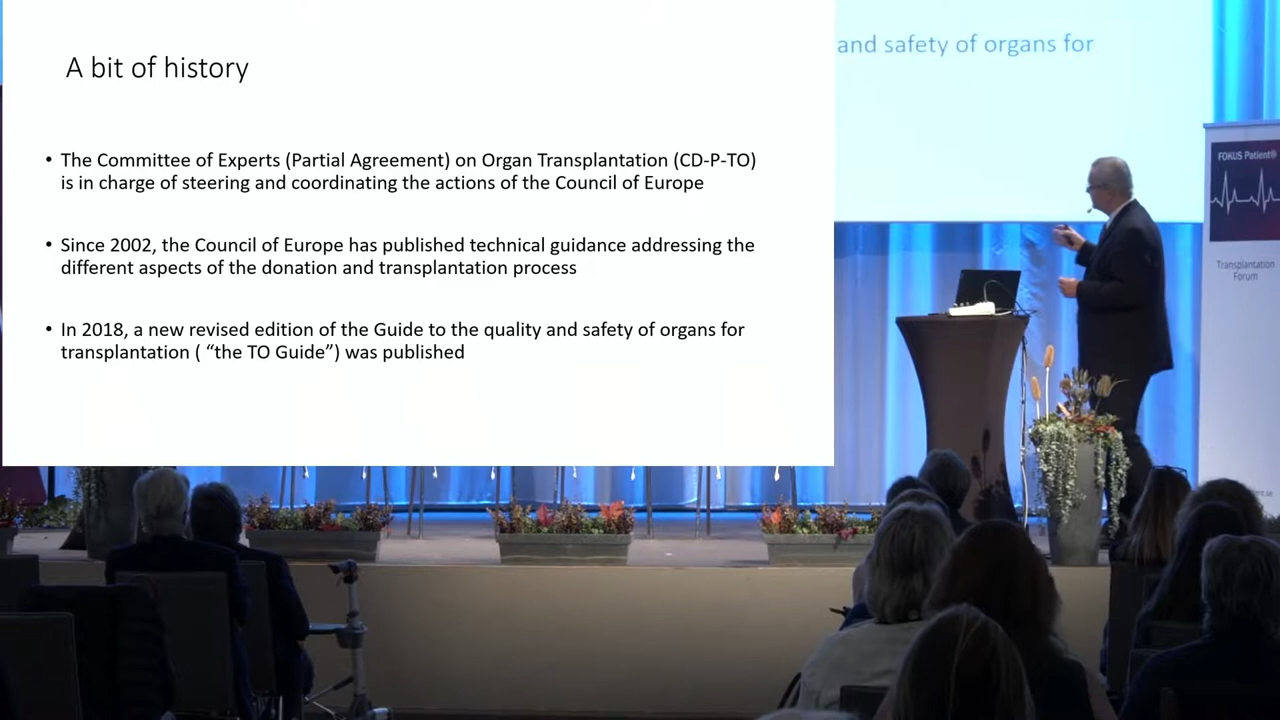 A bit of history
• The Committee of Experts (Partial Agreement) on Organ Transplantation (CD-P-TO)
is in charge of steering and coordinating the actions of the Council of Europe
• Since 2002, the Council of Europe has published technical guidance addressing the
different aspects of the donation and transplantation process
• In 2018, a new revised edition of the Guide to the quality and safety of organs for
transplantation ( “the TO Guide”) was published
and safety of organs for
FOKUS Patient®
Transplantation
Forum